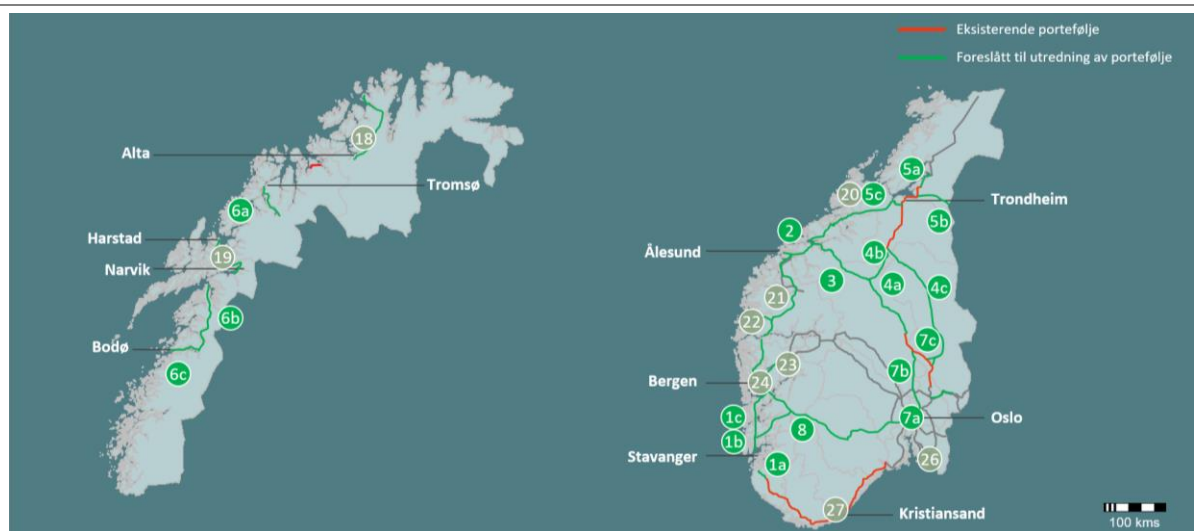 Eksisterende portefølje
Foreslått til utredning av portefølje
18
Alta
Tromsø
6a
Harstad
19
Narvik
6b
Bodø
6c
5a
20
5c
Trondheim
5b
2
Ålesund
4b
3
4a
4c
21
22
7c
23
7b
Bergen
24
1c
7a
Oslo
8
1b
Stavanger
1a
26
27
Kristiansand
100 kms